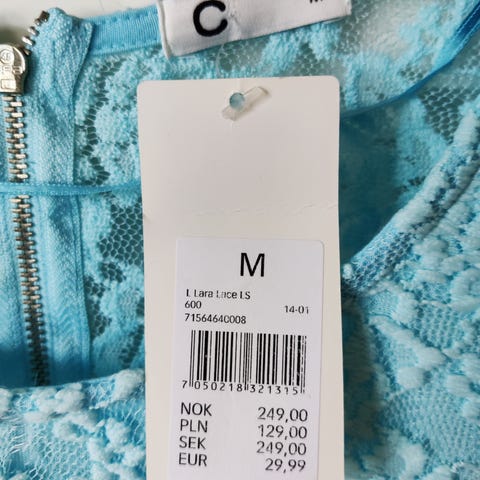 C
M
L Lara Lace LS
600 14-01
71564640008
7 050218 321315
NOK 249,00
PLN 129,00
SEK 249,00
EUR 29,99